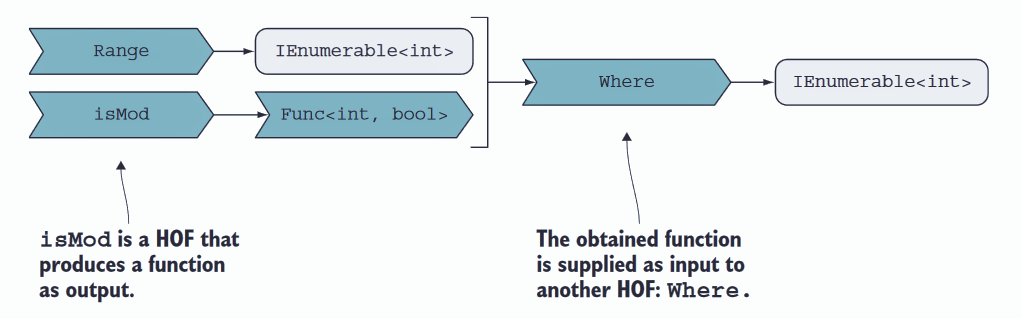 Range
IEnumerable<int>
isMod
Func<int, bool>
Where
IEnumerable<int>
isMod is a HOF that
produces a function
as output.
The obtained function
is supplied as input to
another HOF: Where.